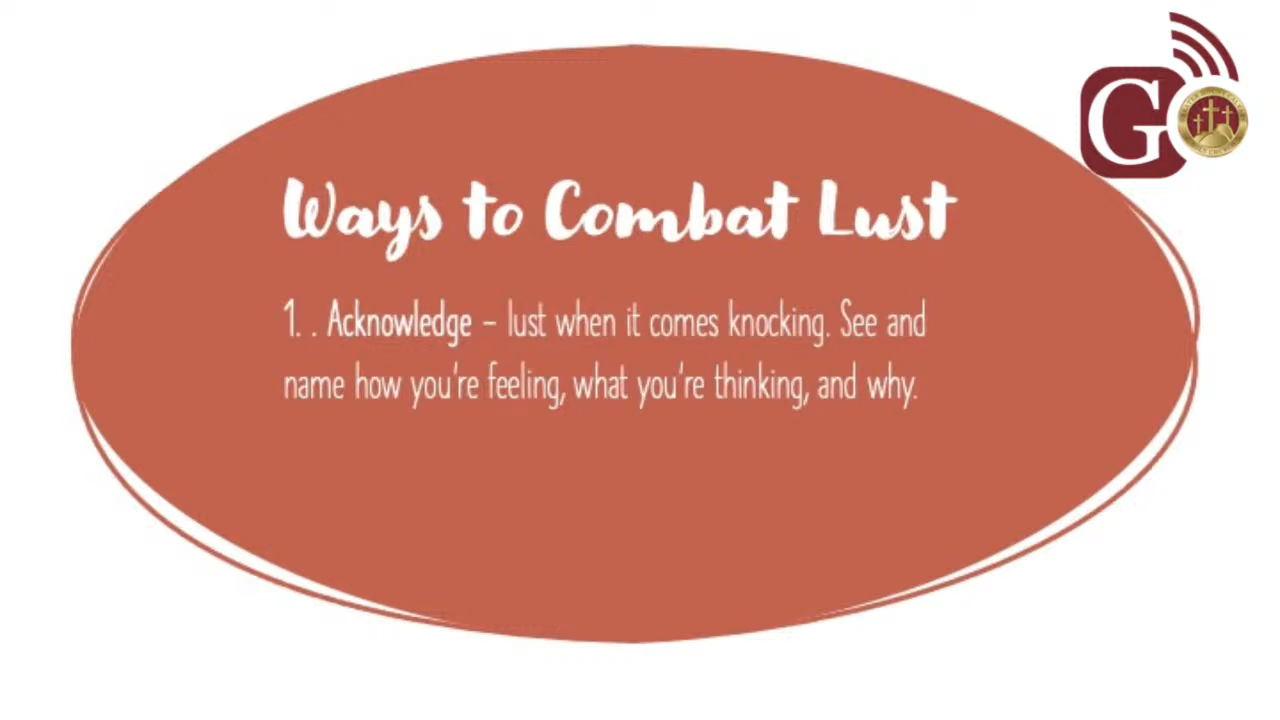 GO
Ways to Combat Lust
1. . Acknowledge – lust when it comes knocking. See and
name how you're feeling, what you're thinking, and why.